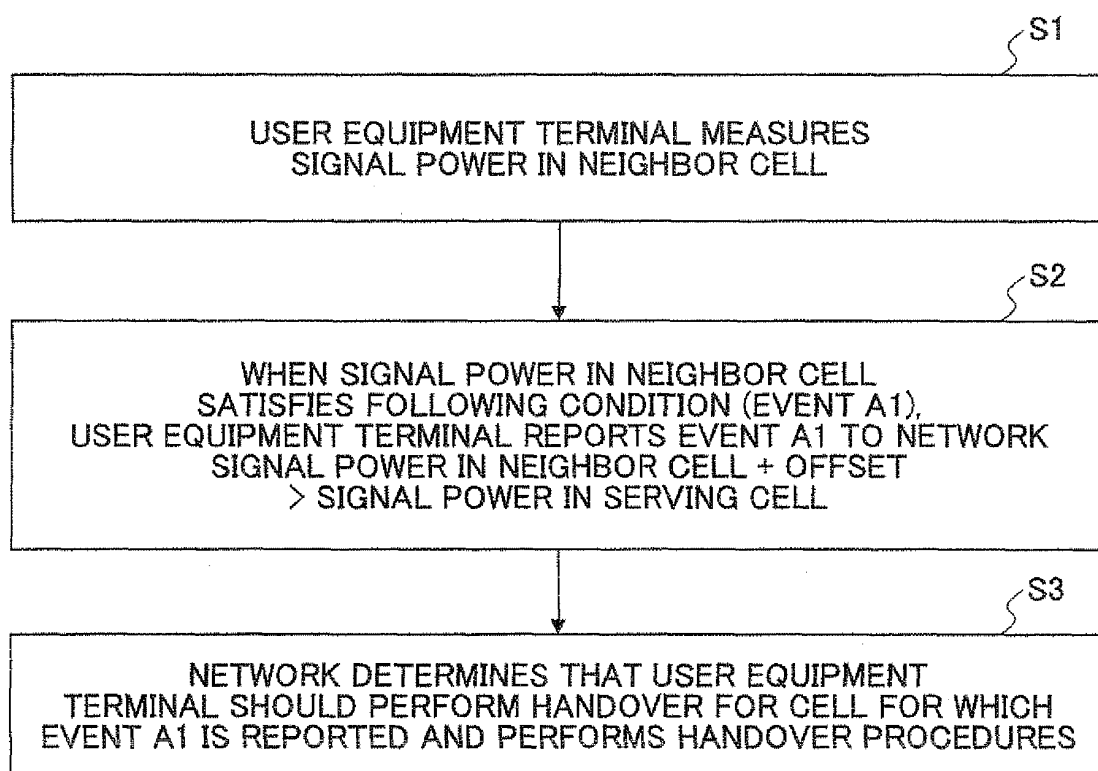 S1
USER EQUIPMENT TERMINAL MEASURES
SIGNAL POWER IN NEIGHBOR CELL
S2
WHEN SIGNAL POWER IN NEIGHBOR CELL
SATISFIES FOLLOWING CONDITION (EVENT A1),
USER EQUIPMENT TERMINAL REPORTS EVENT A1 TO NETWORK
SIGNAL POWER IN NEIGHBOR CELL + OFFSET
> SIGNAL POWER IN SERVING CELL
S3
NETWORK DETERMINES THAT USER EQUIPMENT
TERMINAL SHOULD PERFORM HANDOVER FOR CELL FOR WHICH
EVENT A1 IS REPORTED AND PERFORMS HANDOVER PROCEDURES